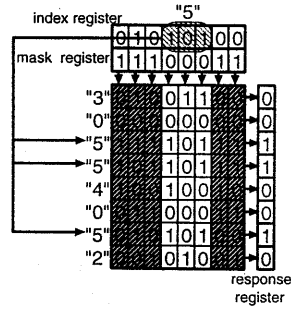 "5"
index register
0 1 0 1 0 1 0 0
mask register
1 1 1 0 0 0 1 1
"3" 0 1 1 0
"0" 0 0 0 0
"5" 1 0 1 1
"5" 1 0 1 1
"4" 1 0 0 0
"0" 0 0 0 0
"5" 1 0 1 1
"2" 0 1 0 0
response
register